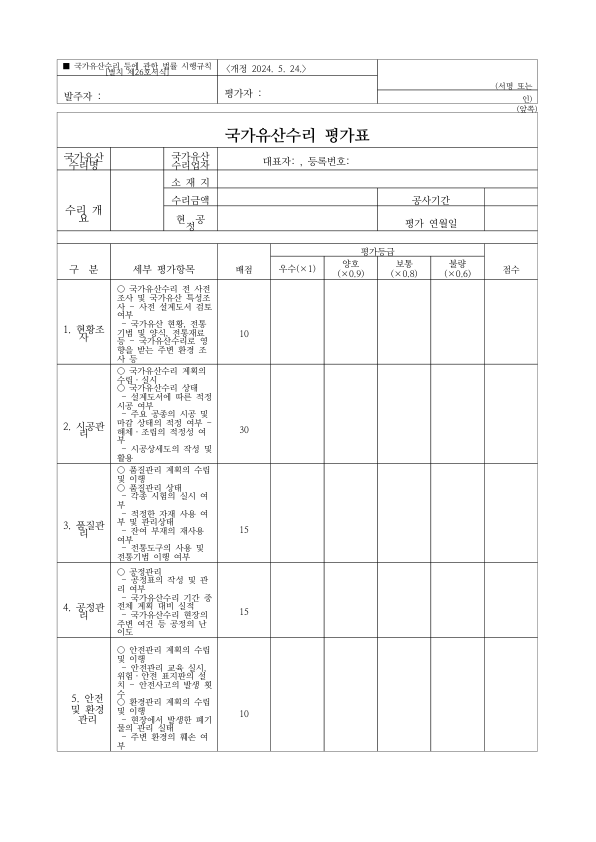 ■ 국가유산수리 등에 관한 법률 시행규칙
[별지 제26호서식]
<개정 2024. 5. 24.>
발주자 :
평가자 :
(서명 또는
인)
(앞쪽)
국가유산수리 평가표
국가유산
수리명
국가유산
수리업자
대표자: , 등록번호:
수리 개
요
소 재 지
수리금액
공사기간
현 공
정
평가 연월일
구 분
세부 평가항목
배점
평가등급
우수(×1)
양호
(×0.9)
보통
(×0.8)
불량
(×0.6)
점수
1. 현황조
사
○ 국가유산수리 전 사전
조사 및 국가유산 특성조
사 - 사전 설계도서 검토
여부
- 국가유산 현황, 전통
기법 및 양식, 전통재료
등 - 국가유산수리로 영
향을 받는 주변 환경 조
사 등
10
2. 시공관
리
○ 국가유산수리 계획의
수립ㆍ실시
○ 국가유산수리 상태
- 설계도서에 따른 적정
시공 여부
- 주요 공종의 시공 및
마감 상태의 적정 여부 -
해체ㆍ조립의 적정성 여
부
- 시공상세도의 작성 및
활용
30
3. 품질관
리
○ 품질관리 계획의 수립
및 이행
○ 품질관리 상태
- 각종 시험의 실시 여
부
- 적정한 자재 사용 여
부 및 관리상태
- 잔여 부재의 재사용
여부
- 전통도구의 사용 및
전통기법 이행 여부
15
4. 공정관
리
○ 공정관리
- 공정표의 작성 및 관
리 여부
- 국가유산수리 기간 중
전체 계획 대비 실적
- 국가유산수리 현장의
주변 여건 등 공정의 난
이도
15
5. 안전
및 환경
관리
○ 안전관리 계획의 수립
및 이행
- 안전관리 교육 실시,
위험ㆍ안전 표지판의 설
치 - 안전사고의 발생 횟
수
○ 환경관리 계획의 수립
및 이행
- 현장에서 발생한 폐기
물의 관리 실태
- 주변 환경의 훼손 여
부
10